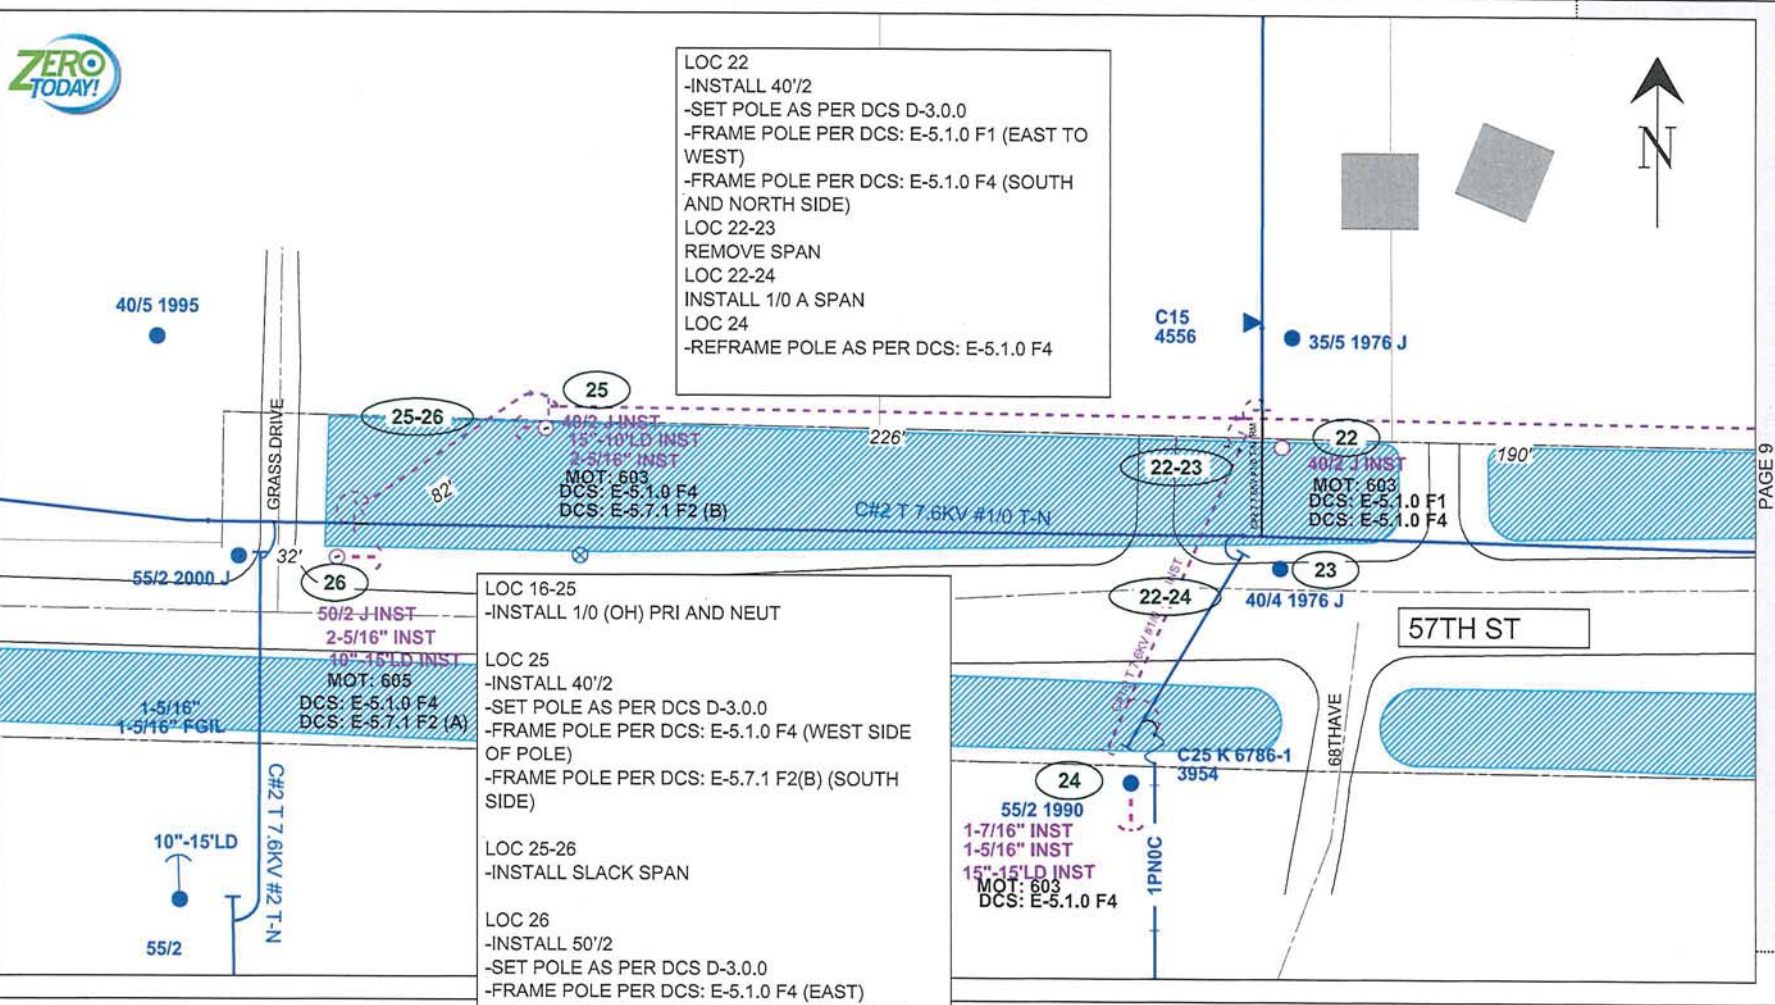 ZERO
TODAY!
LOC 22
-INSTALL 40'/2
-SET POLE AS PER DCS D-3.0.0
-FRAME POLE PER DCS: E-5.1.0 F1 (EAST TO
WEST)
-FRAME POLE PER DCS: E-5.1.0 F4 (SOUTH
AND NORTH SIDE)
LOC 22-23
REMOVE SPAN
LOC 22-24
INSTALL 1/0 A SPAN
LOC 24
-REFRAME POLE AS PER DCS: E-5.1.0 F4
N
40/5 1995
C15
4556
35/5 1976 J
25
25-26
40/2 J INST
15"-10'LD INST
2-5/16" INST
MOT: 603
DCS: E-5.1.0 F4
DCS: E-5.7.1 F2 (B)
GRASS DRIVE
82'
226'
22-23
22
40/2 J INST
MOT: 603
DCS: E-5.1.0 F1
DCS: E-5.1.0 F4
190'
PAGE 9
C#2 T 7.6KV #1/0 T-N
55/2 2000 J
32'
26
50/2 J INST
2-5/16" INST
10"-15'LD INST
MOT: 605
DCS: E-5.1.0 F4
DCS: E-5.7.1 F2 (A)
1-5/16"
1-5/16" FGIL
C#2 T 7.6KV #2 T-N
10"-15'LD
55/2
LOC 16-25
-INSTALL 1/0 (OH) PRI AND NEUT
LOC 25
-INSTALL 40'/2
-SET POLE AS PER DCS D-3.0.0
-FRAME POLE PER DCS: E-5.1.0 F4 (WEST SIDE
OF POLE)
-FRAME POLE PER DCS: E-5.7.1 F2(B) (SOUTH
SIDE)
LOC 25-26
-INSTALL SLACK SPAN
LOC 26
-INSTALL 50'/2
-SET POLE AS PER DCS D-3.0.0
-FRAME POLE PER DCS: E-5.1.0 F4 (EAST)
22-24
23
40/4 1976 J
57TH ST
T 7.6KV #1/0 INST
68THAVE
C25 K 6786-1
3954
24
55/2 1990
1-7/16" INST
1-5/16" INST
15"-15'LD INST
MOT: 603
DCS: E-5.1.0 F4
1PN0C